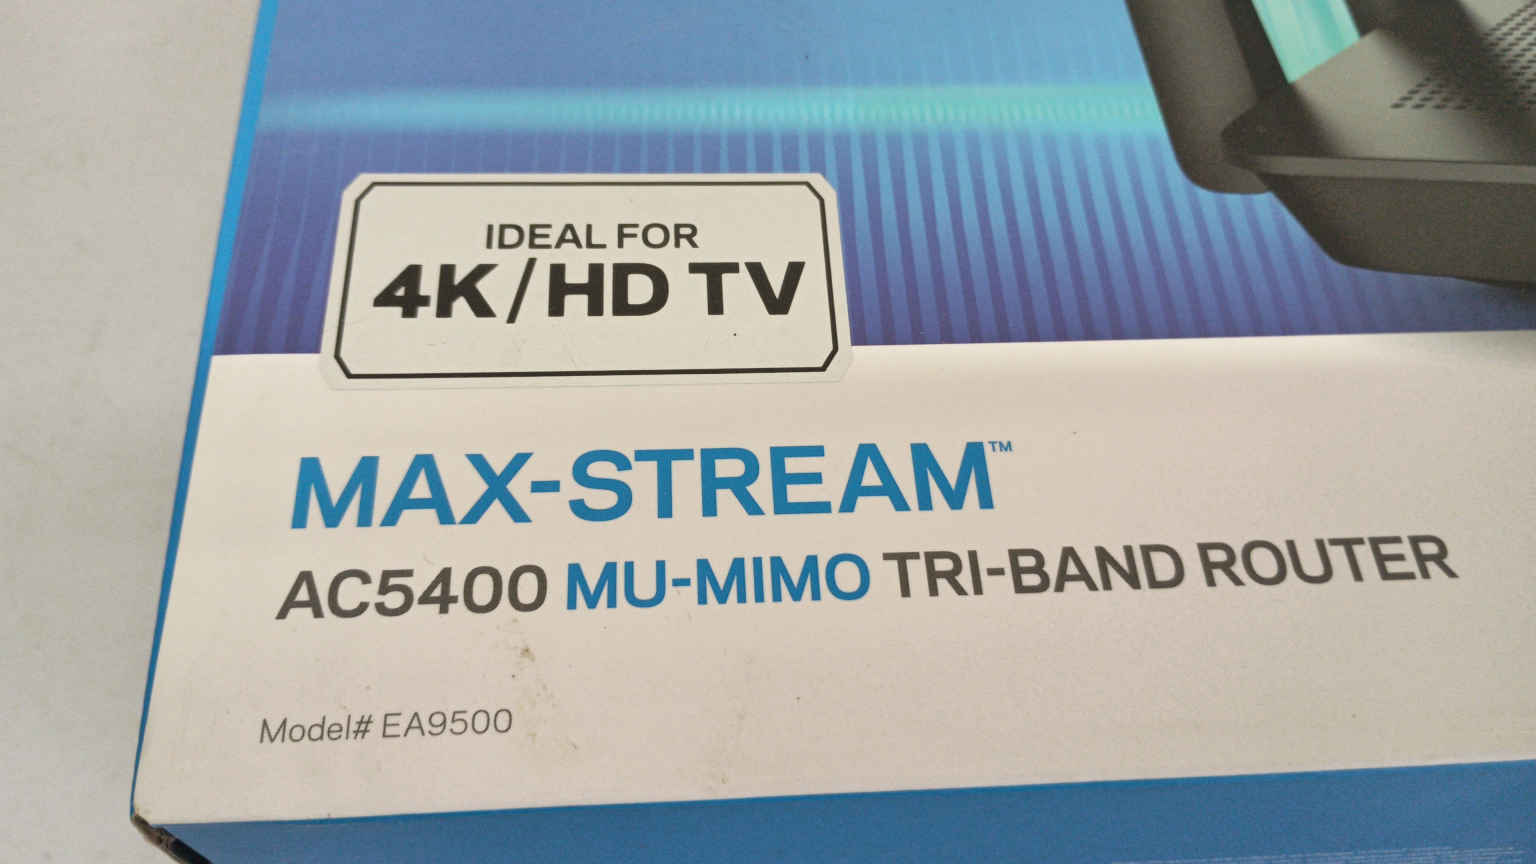 IDEAL FOR
4K/HD TV
MAX-STREAM™
AC5400 MU-MIMO TRI-BAND ROUTER
Model# EA9500